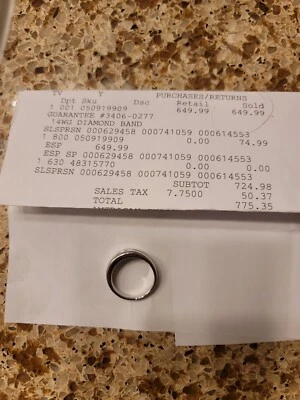 TV Y PURCHASES/RETURNS
Dpt Sku Dsc Retail Sold
1 001 050919909 649.99 649.99
GUARANTEE #3406-0277
14WG DIAMOND BAND
SLSPRSN 000629458 000741059 000614553
1 800 050919909 0.00 74.99
ESP 649.99
ESP SP 000629458 000741059 000614553
1 630 48315770 0.00 0.00
SLSPRSN 000629458 000741059 000614553
SUBTOT 724.98
SALES TAX 7.7500 50.37
TOTAL 775.35